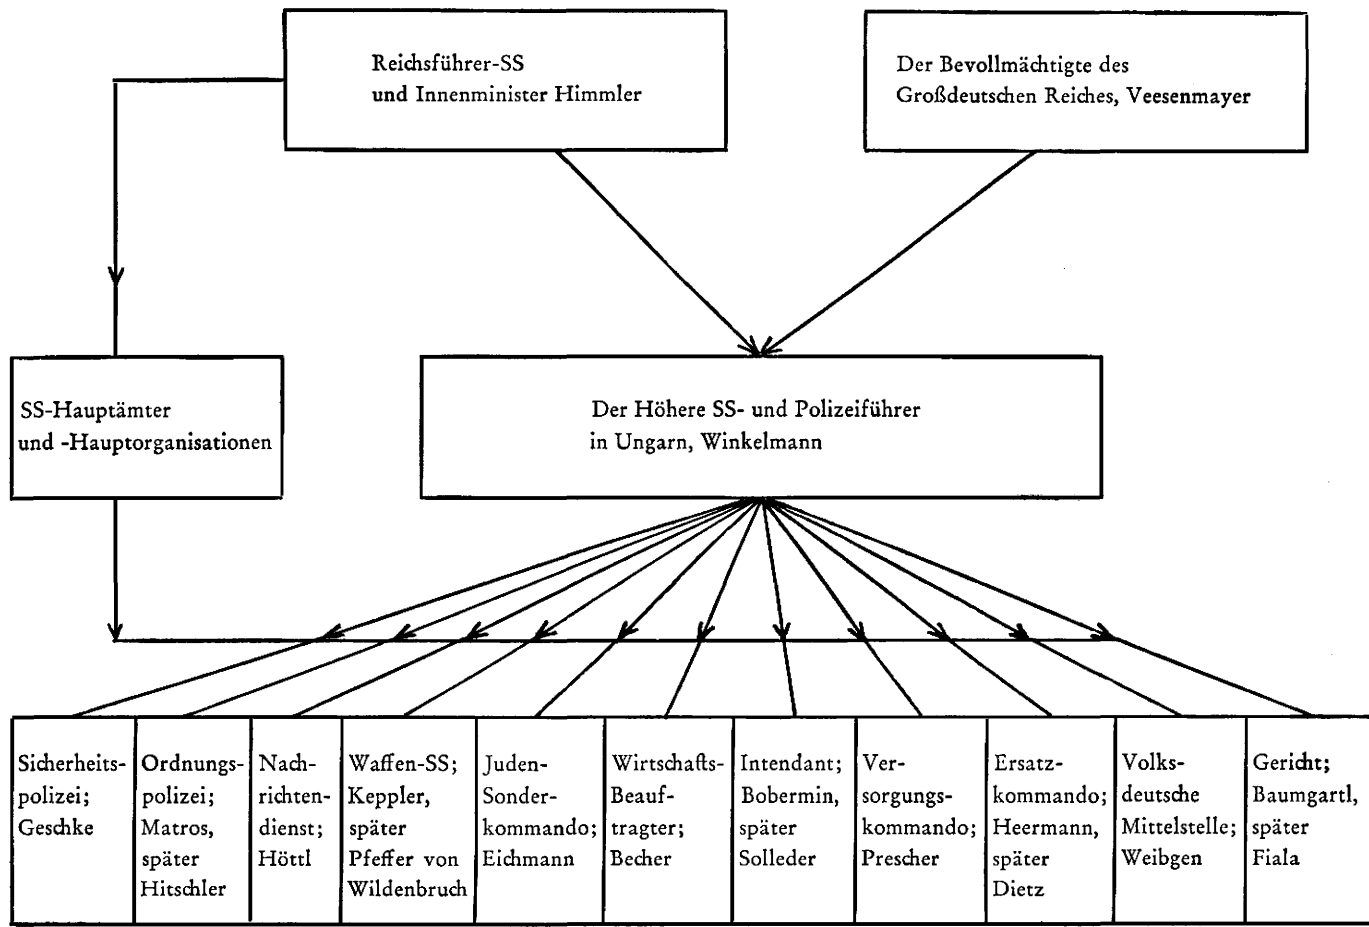 Reichsführer-SS
und Innenminister Himmler
Der Bevollmächtigte des
Großdeutschen Reiches, Veesenmayer
SS-Hauptämter
und -Hauptorganisationen
Der Höhere SS- und Polizeiführer
in Ungarn, Winkelmann
Sicherheits-
polizei;
Geschke
Ordnungs-
polizei;
Matros,
später
Hitschler
Nach-
richten-
dienst;
Höttl
Waffen-SS;
Keppler,
später
Pfeffer von
Wildenbruch
Juden-
Sonder-
kommando;
Eichmann
Wirtschafts-
Beauf-
tragter;
Becher
Intendant;
Bobermin,
später
Solleder
Ver-
sorgungs-
kommando;
Prescher
Ersatz-
kommando;
Heermann,
später
Dietz
Volks-
deutsche
Mittelstelle;
Weibgen
Gericht;
Baumgartl,
später
Fiala